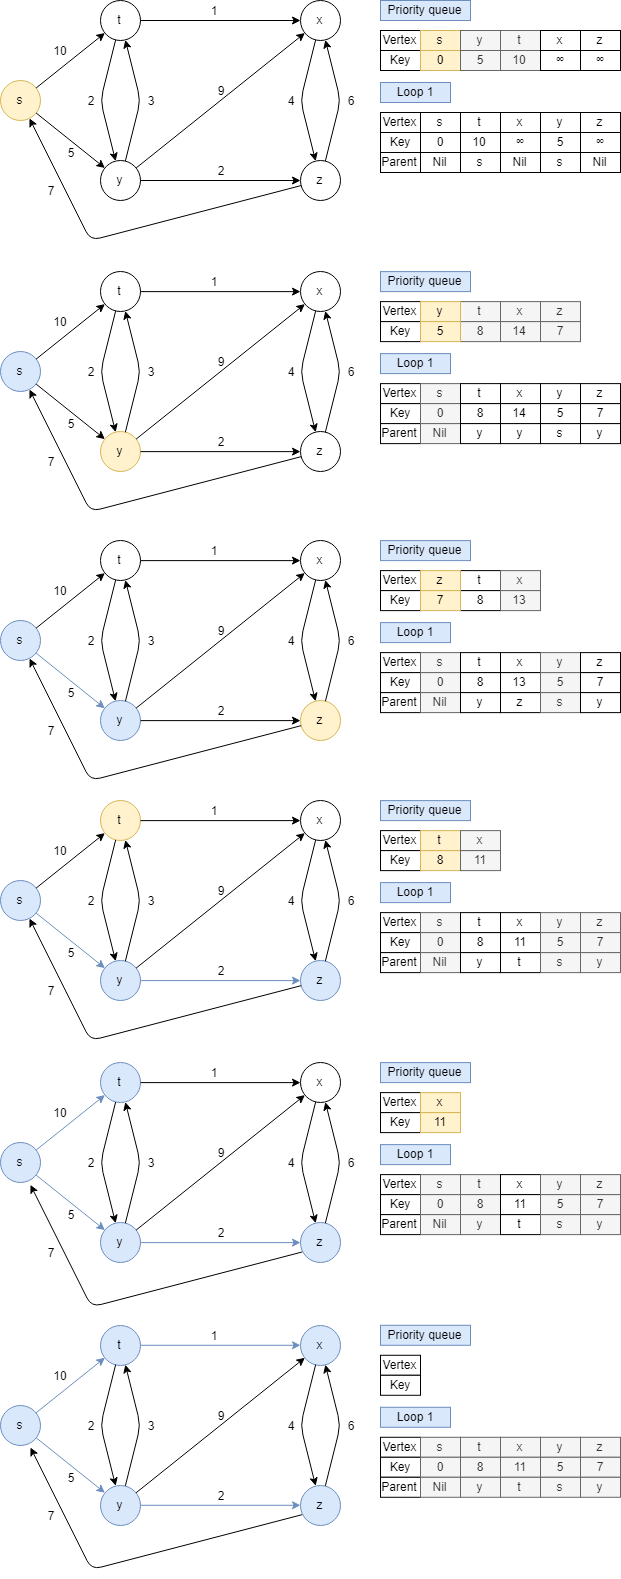 t
1
x
10
s
2
3
9
4
6
5
y
2
z
7
Priority queue
Vertex s y t x z
Key 0 5 10 ∞ ∞
Loop 1
Vertex s t x y z
Key 0 10 ∞ 5 ∞
Parent Nil s Nil s Nil
t
1
x
10
s
2
3
9
4
6
5
y
2
z
7
Priority queue
Vertex y t x z
Key 5 8 14 7
Loop 1
Vertex s t x y z
Key 0 8 14 5 7
Parent Nil y y s y
t
1
x
10
s
2
3
9
4
6
5
y
2
z
7
Priority queue
Vertex z t x
Key 7 8 13
Loop 1
Vertex s t x y z
Key 0 8 13 5 7
Parent Nil y z s y
t
1
x
10
s
2
3
9
4
6
5
y
2
z
7
Priority queue
Vertex t x
Key 8 11
Loop 1
Vertex s t x y z
Key 0 8 11 5 7
Parent Nil y t s y
t
1
x
10
s
2
3
9
4
6
5
y
2
z
7
Priority queue
Vertex x
Key 11
Loop 1
Vertex s t x y z
Key 0 8 11 5 7
Parent Nil y t s y
t
1
x
10
s
2
3
9
4
6
5
y
2
z
7
Priority queue
Vertex
Key
Loop 1
Vertex s t x y z
Key 0 8 11 5 7
Parent Nil y t s y